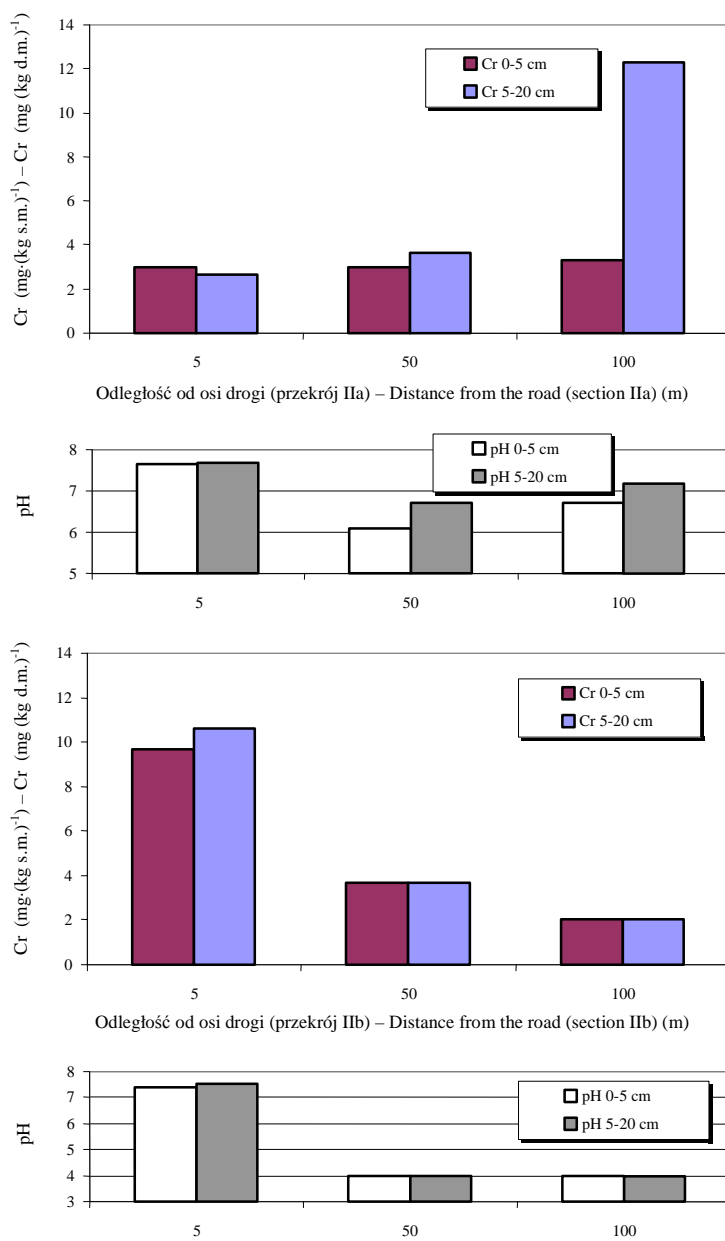 14
12
10
8
6
4
2
0
Cr (mg·(kg s.m.)-1) – Cr (mg (kg d.m.)-1)
Cr 0-5 cm
Cr 5-20 cm
5 50 100
Odległość od osi drogi (przekrój IIa) – Distance from the road (section IIa) (m)
8
7
6
5
pH
pH 0-5 cm
pH 5-20 cm
5 50 100
14
12
10
8
6
4
2
0
Cr (mg·(kg s.m.)-1) – Cr (mg (kg d.m.)-1)
Cr 0-5 cm
Cr 5-20 cm
5 50 100
Odległość od osi drogi (przekrój IIb) – Distance from the road (section IIb) (m)
8
7
6
5
4
3
pH
pH 0-5 cm
pH 5-20 cm
5 50 100